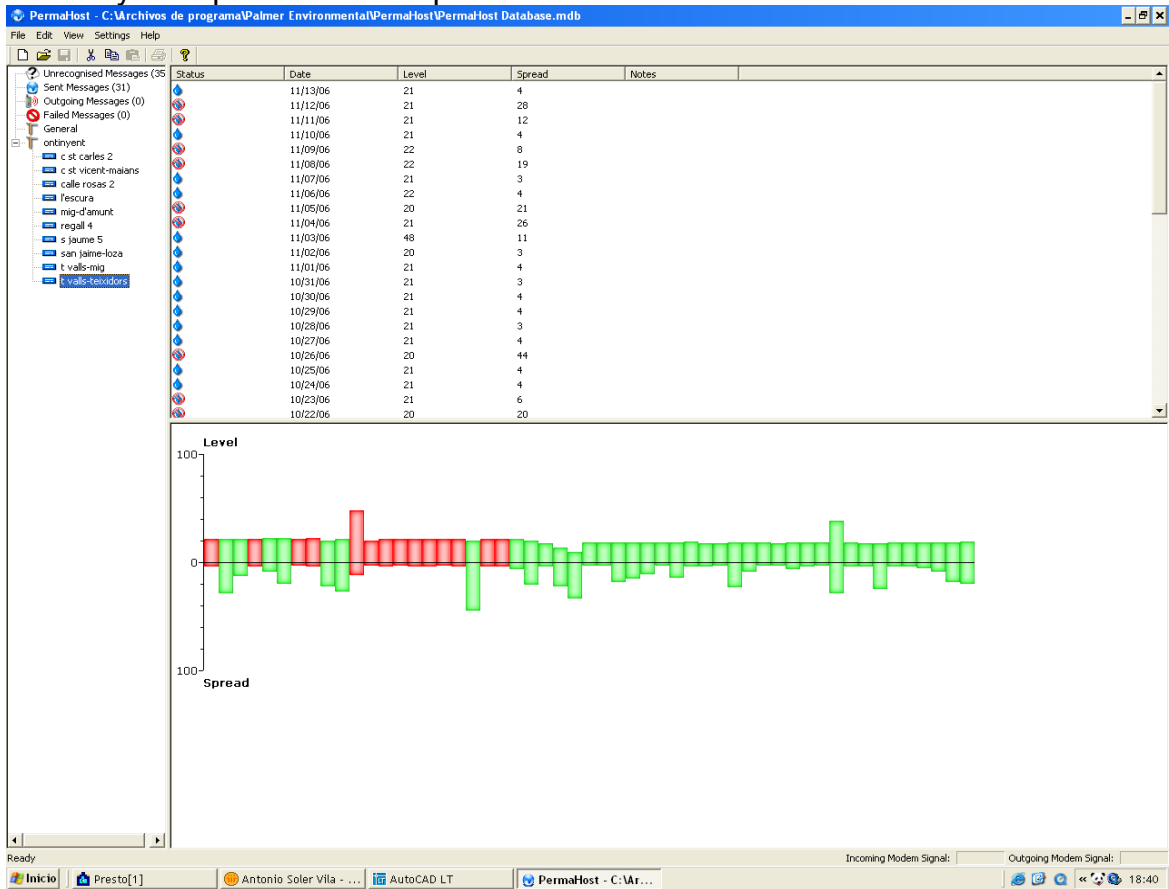 PermaHost - C:\Archivos de programa\Palmer Environmental\PermaHost\PermaHost Database.mdb
File Edit View Settings Help
Unrecognised Messages (35
Sent Messages (31)
Outgoing Messages (0)
Failed Messages (0)
General
ontinyent
c st carles 2
c st vicent-maians
calle rosas 2
l'escura
mig-d'amunt
regall 4
s jaume 5
san jaime-loza
t valls-mig
t valls-teixidors
Status Date Level Spread Notes
11/13/06 21 4
11/12/06 21 28
11/11/06 21 12
11/10/06 21 4
11/09/06 22 8
11/08/06 22 19
11/07/06 21 3
11/06/06 22 4
11/05/06 20 21
11/04/06 21 26
11/03/06 48 11
11/02/06 20 3
11/01/06 21 4
10/31/06 21 3
10/30/06 21 4
10/29/06 21 4
10/28/06 21 3
10/27/06 21 4
10/26/06 20 44
10/25/06 21 4
10/24/06 21 4
10/23/06 21 6
10/22/06 20 20
Level
100
0
100
Spread
Ready Incoming Modem Signal: Outgoing Modem Signal:
Inicio Presto[1] Antonio Soler Vila - ... AutoCAD LT PermaHost - C:\Ar... 18:40